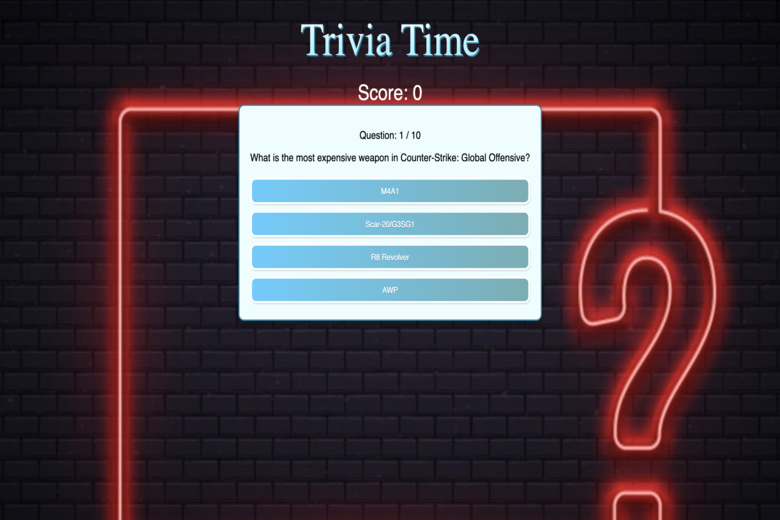 Trivia Time
Score: 0
Question: 1 / 10
What is the most expensive weapon in Counter-Strike: Global Offensive?
M4A1
Scar-20/G3SG1
R8 Revolver
AWP